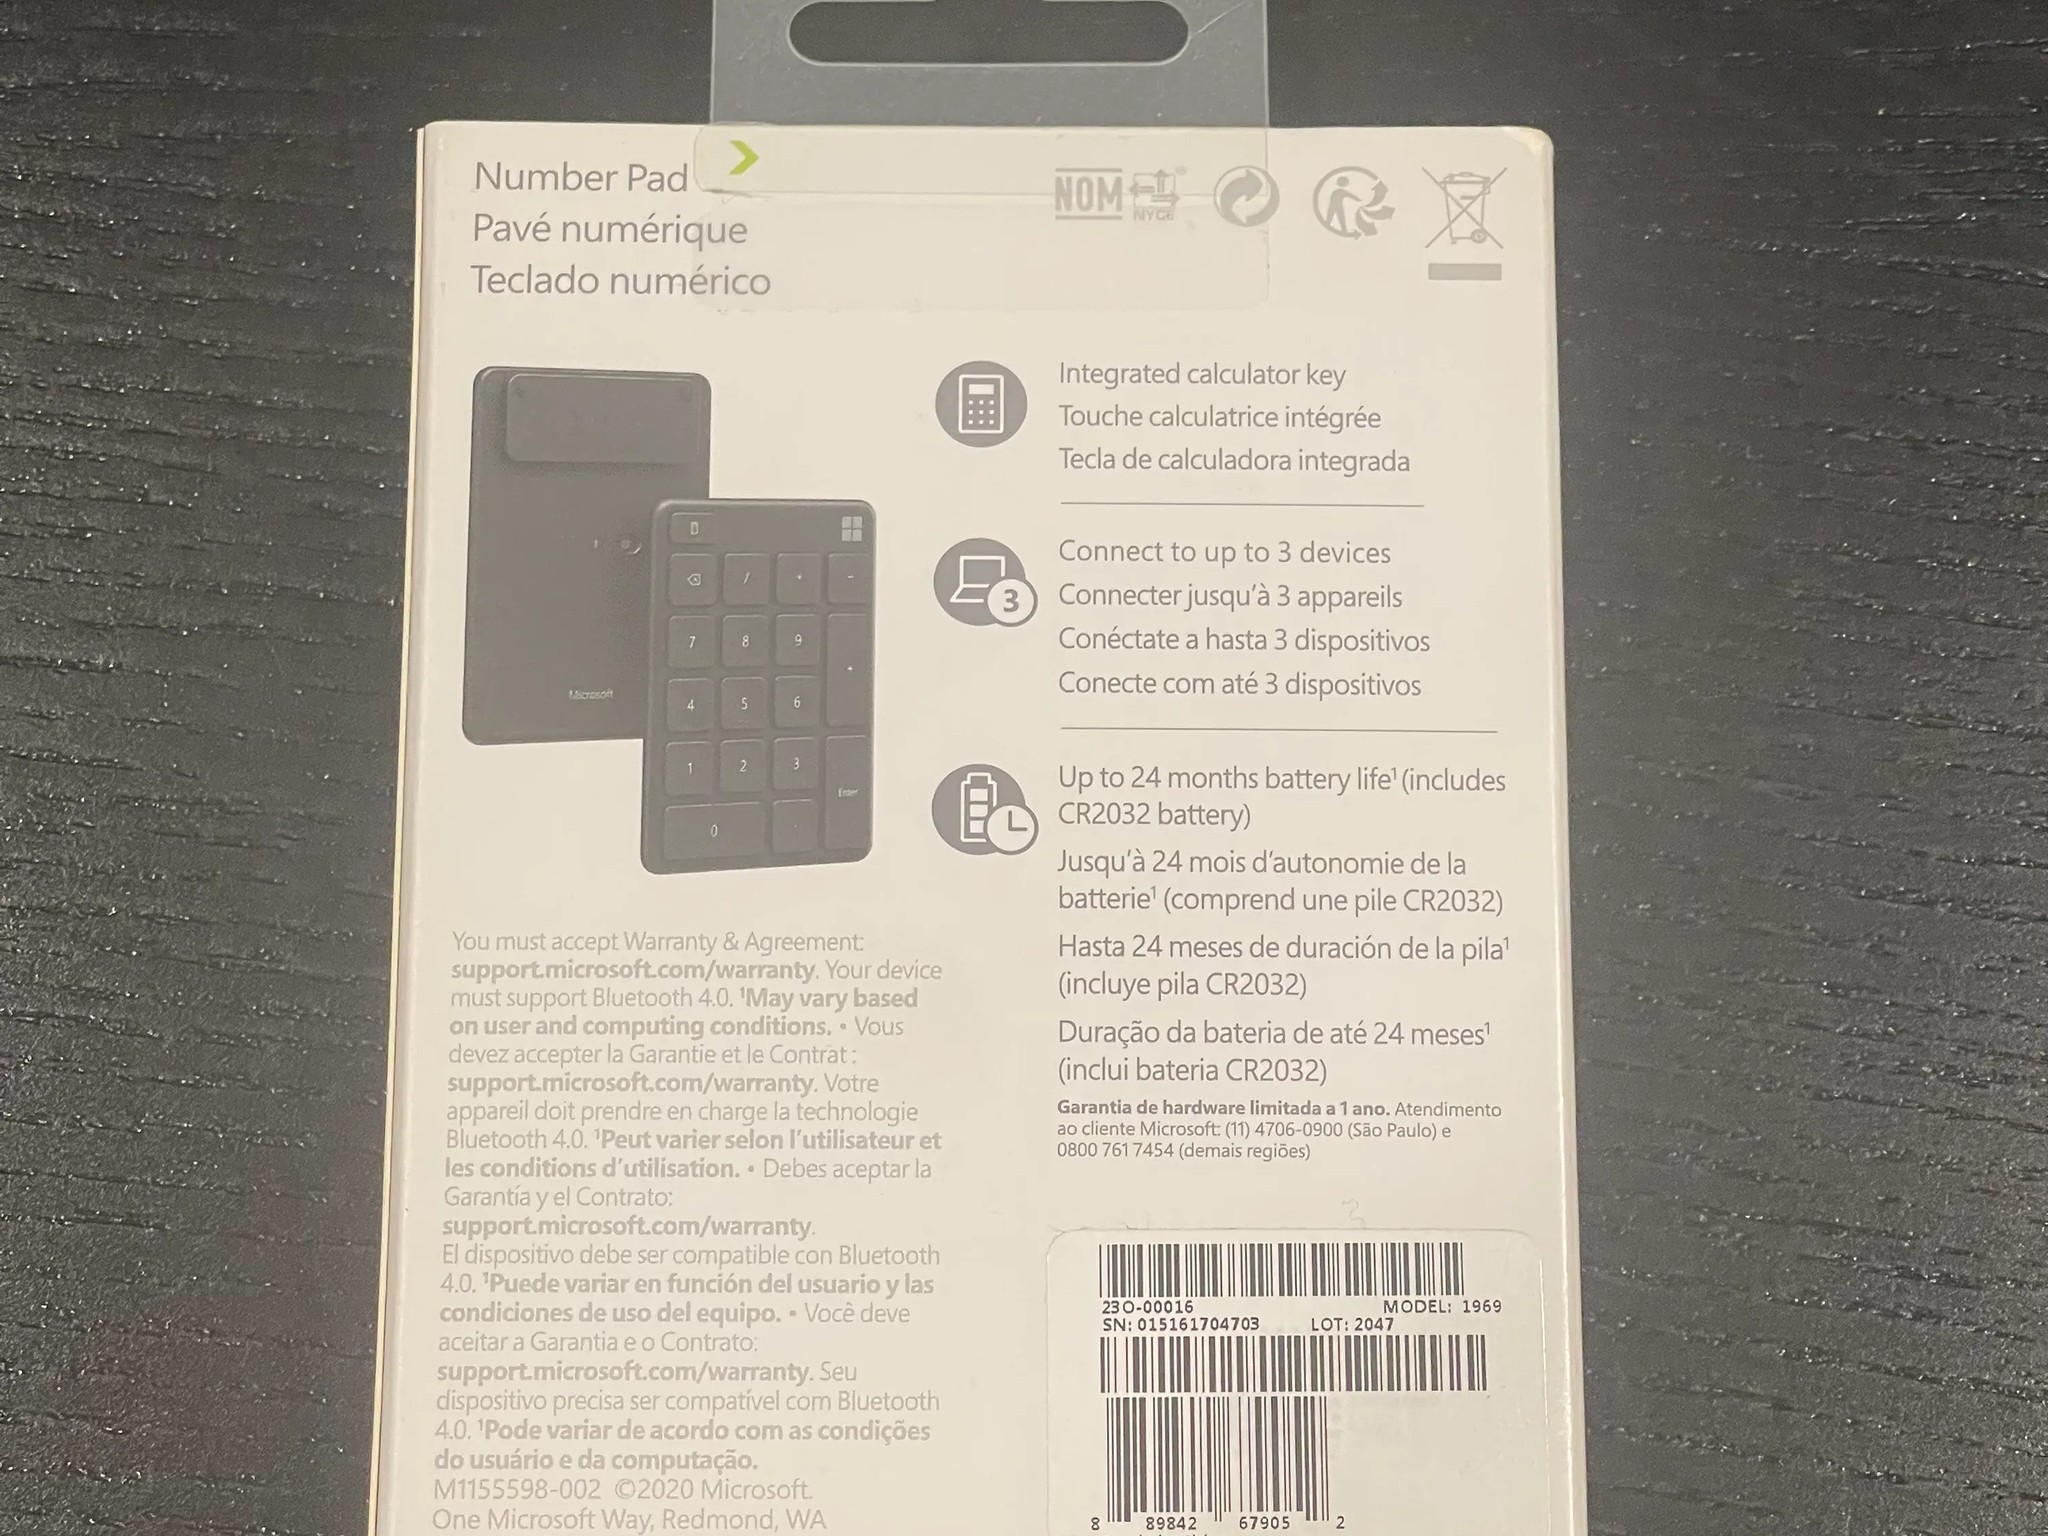 Number Pad
Pavé numérique
Teclado numérico
NOM
NYCE
Microsoft
7 8 9
4 5 6
1 2 3
Enter
0
Integrated calculator key
Touche calculatrice intégrée
Tecla de calculadora integrada
3
Connect to up to 3 devices
Connecter jusqu'à 3 appareils
Conéctate a hasta 3 dispositivos
Conecte com até 3 dispositivos
Up to 24 months battery life¹ (includes
CR2032 battery)
Jusqu'à 24 mois d'autonomie de la
batterie¹ (comprend une pile CR2032)
Hasta 24 meses de duración de la pila¹
(incluye pila CR2032)
Duração da bateria de até 24 meses¹
(inclui bateria CR2032)
Garantia de hardware limitada a 1 ano. Atendimento
ao cliente Microsoft: (11) 4706-0900 (São Paulo) e
0800 761 7454 (demais regiões)
You must accept Warranty & Agreement:
support.microsoft.com/warranty. Your device
must support Bluetooth 4.0. ¹May vary based
on user and computing conditions. • Vous
devez accepter la Garantie et le Contrat :
support.microsoft.com/warranty. Votre
appareil doit prendre en charge la technologie
Bluetooth 4.0. ¹Peut varier selon l'utilisateur et
les conditions d'utilisation. • Debes aceptar la
Garantía y el Contrato:
support.microsoft.com/warranty.
El dispositivo debe ser compatible con Bluetooth
4.0. ¹Puede variar en función del usuario y las
condiciones de uso del equipo. • Você deve
aceitar a Garantia e o Contrato:
support.microsoft.com/warranty. Seu
dispositivo precisa ser compatível com Bluetooth
4.0. ¹Pode variar de acordo com as condições
do usuário e da computação.
M1155598-002 ©2020 Microsoft.
One Microsoft Way, Redmond, WA
23O-00016 MODEL: 1969
SN: 015161704703 LOT: 2047
8 89842 67905 2